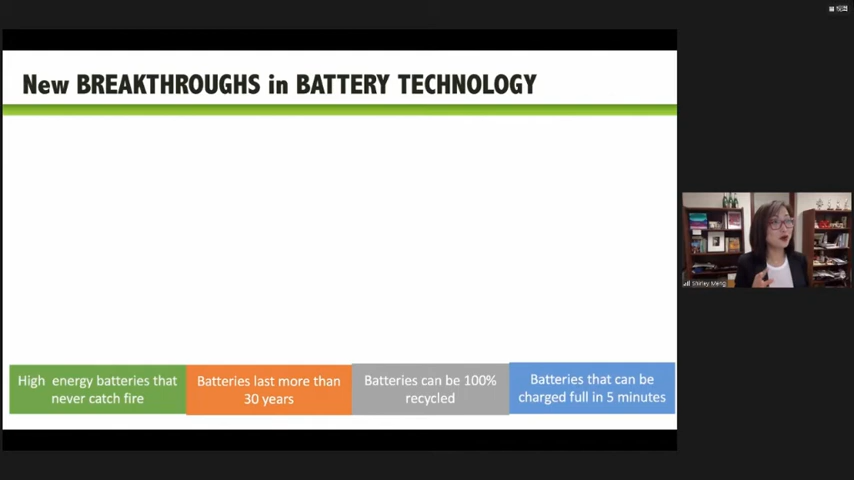 New BREAKTHROUGHS in BATTERY TECHNOLOGY
High energy batteries that
never catch fire
Batteries last more than
30 years
Batteries can be 100%
recycled
Batteries that can be
charged full in 5 minutes
Shirley Meng